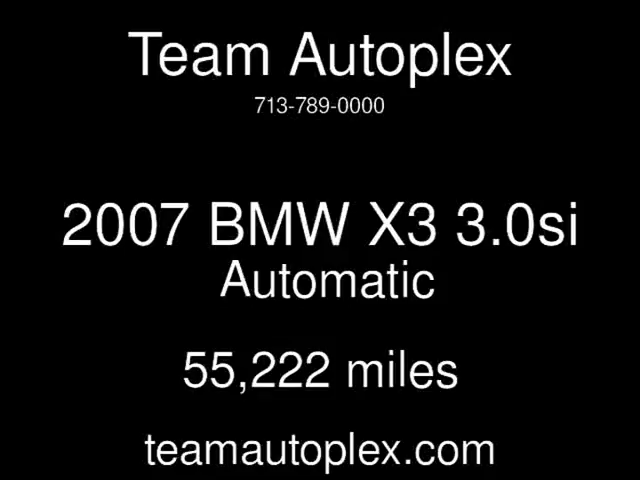 Team Autoplex
713-789-0000
2007 BMW X3 3.0si
Automatic
55,222 miles
teamautoplex.com